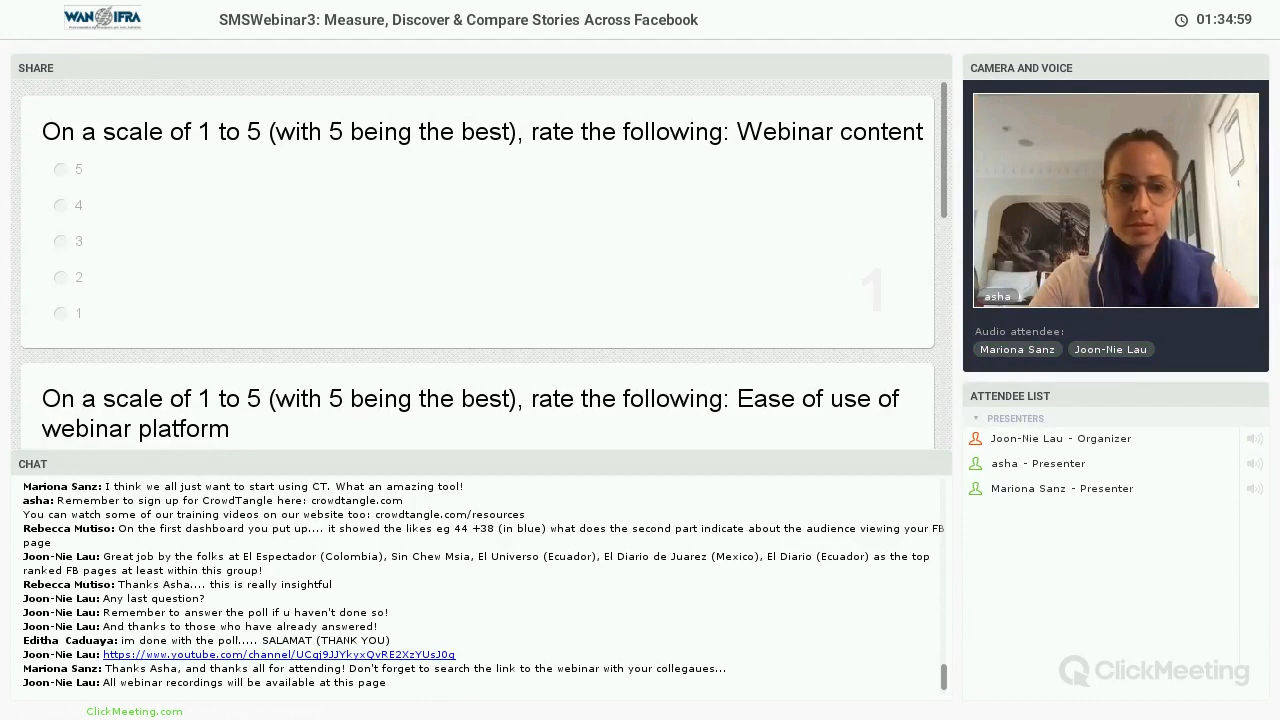 WAN IFRA
SMSWebinar3: Measure, Discover & Compare Stories Across Facebook
01:34:59
SHARE
On a scale of 1 to 5 (with 5 being the best), rate the following: Webinar content
5
4
3
2
1
1
On a scale of 1 to 5 (with 5 being the best), rate the following: Ease of use of
webinar platform
CHAT
Mariona Sanz: I think we all just want to start using CT. What an amazing tool!
asha: Remember to sign up for CrowdTangle here: crowdtangle.com
You can watch some of our training videos on our website too: crowdtangle.com/resources
Rebecca Mutiso: On the first dashboard you put up.... it showed the likes eg 44 +38 (in blue) what does the second part indicate about the audience viewing your FB
page
Joon-Nie Lau: Great job by the folks at El Espectador (Colombia), Sin Chew Msia, El Universo (Ecuador), El Diario de Juarez (Mexico), El Diario (Ecuador) as the top
ranked FB pages at least within this group!
Rebecca Mutiso: Thanks Asha.... this is really insightful
Joon-Nie Lau: Any last question?
Joon-Nie Lau: Remember to answer the poll if u haven't done so!
Joon-Nie Lau: And thanks to those who have already answered!
Editha Caduaya: im done with the poll..... SALAMAT (THANK YOU)
Joon-Nie Lau:
Mariona Sanz: Thanks Asha, and thanks all for attending! Don't forget to search the link to the webinar with your collegaues...
Joon-Nie Lau: All webinar recordings will be available at this page
ClickMeeting.com
CAMERA AND VOICE
asha
Audio attendee:
Mariona Sanz Joon-Nie Lau
ATTENDEE LIST
PRESENTERS
Joon-Nie Lau - Organizer
asha - Presenter
Mariona Sanz - Presenter
ClickMeeting